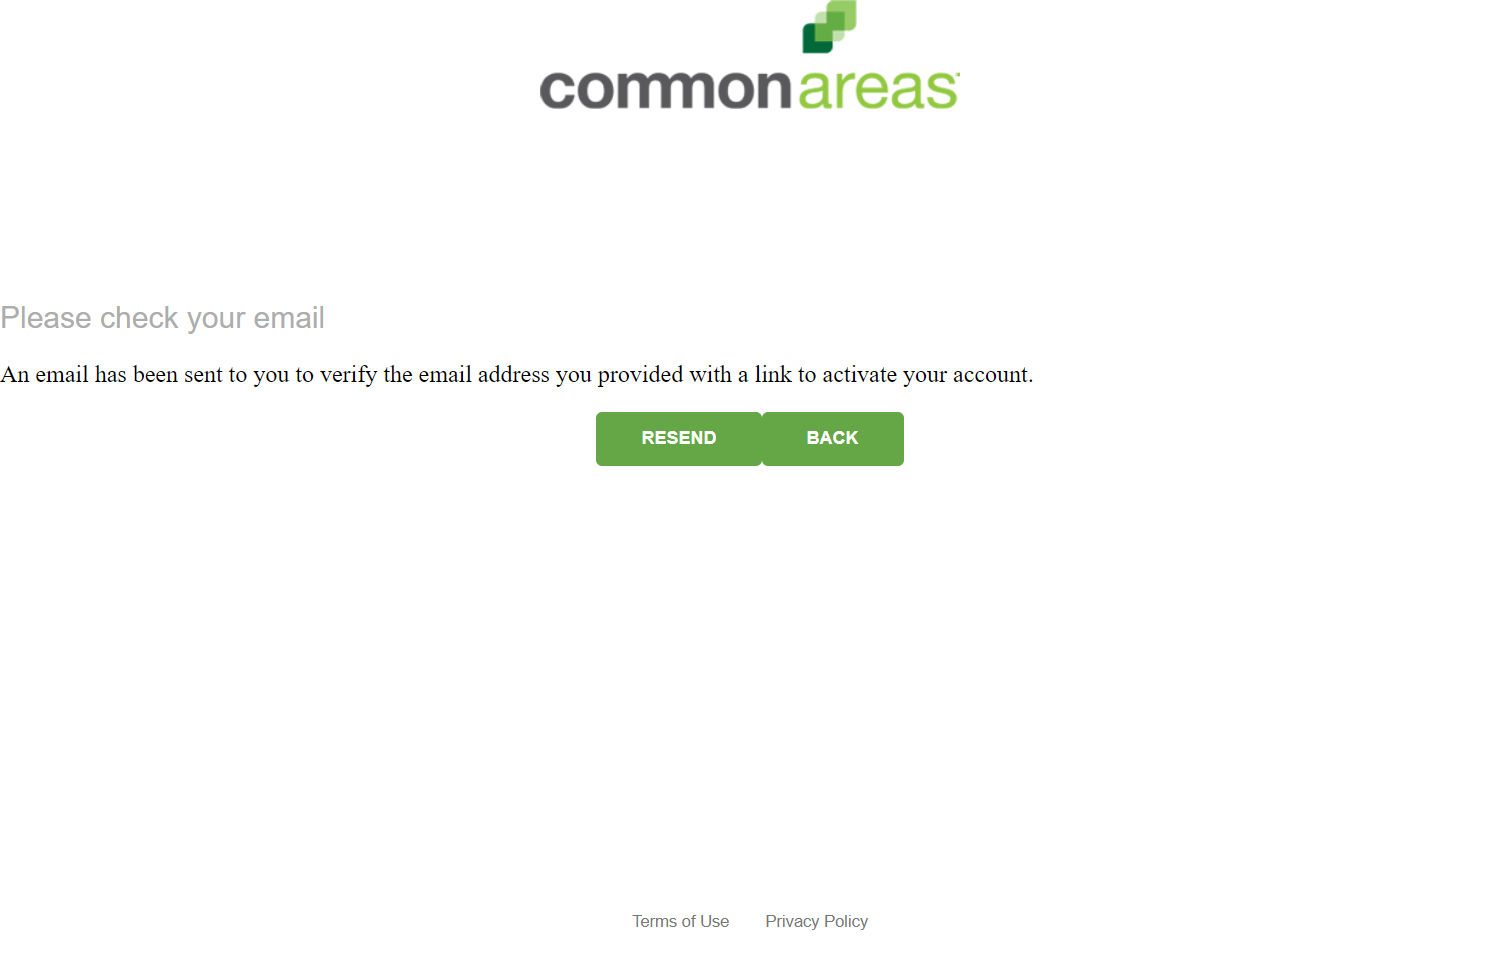 commonareas
Please check your email
An email has been sent to you to verify the email address you provided with a link to activate your account.
RESEND BACK
Terms of Use Privacy Policy